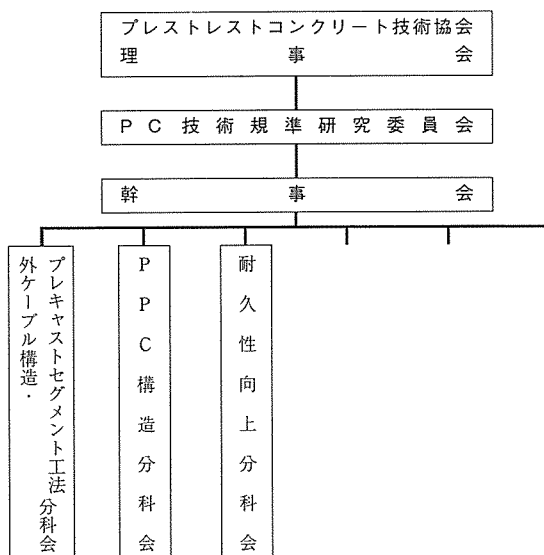 プレストレストコンクリート技術協会
理事会
PC技術規準研究委員会
幹事会
外ケーブル構造・
プレキャストセグメント工法
分科会
PPC構造分科会
耐久性向上分科会